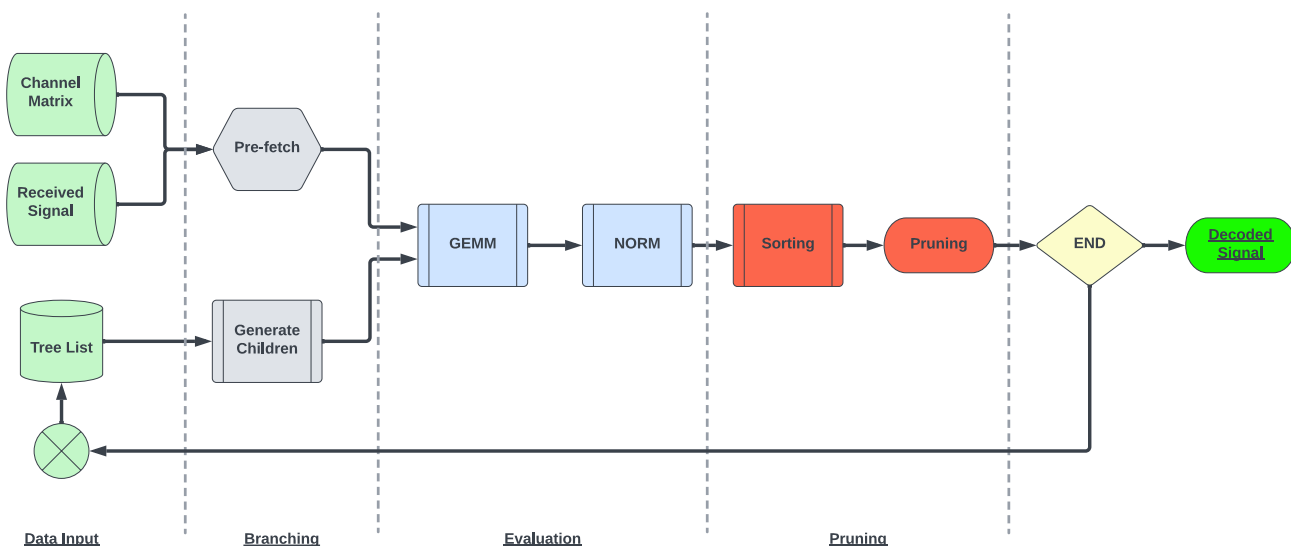 Channel
Matrix
Received
Signal
Pre-fetch
GEMM
NORM
Sorting
Pruning
END
Decoded
Signal
Tree List
Generate
Children
Data Input
Branching
Evaluation
Pruning